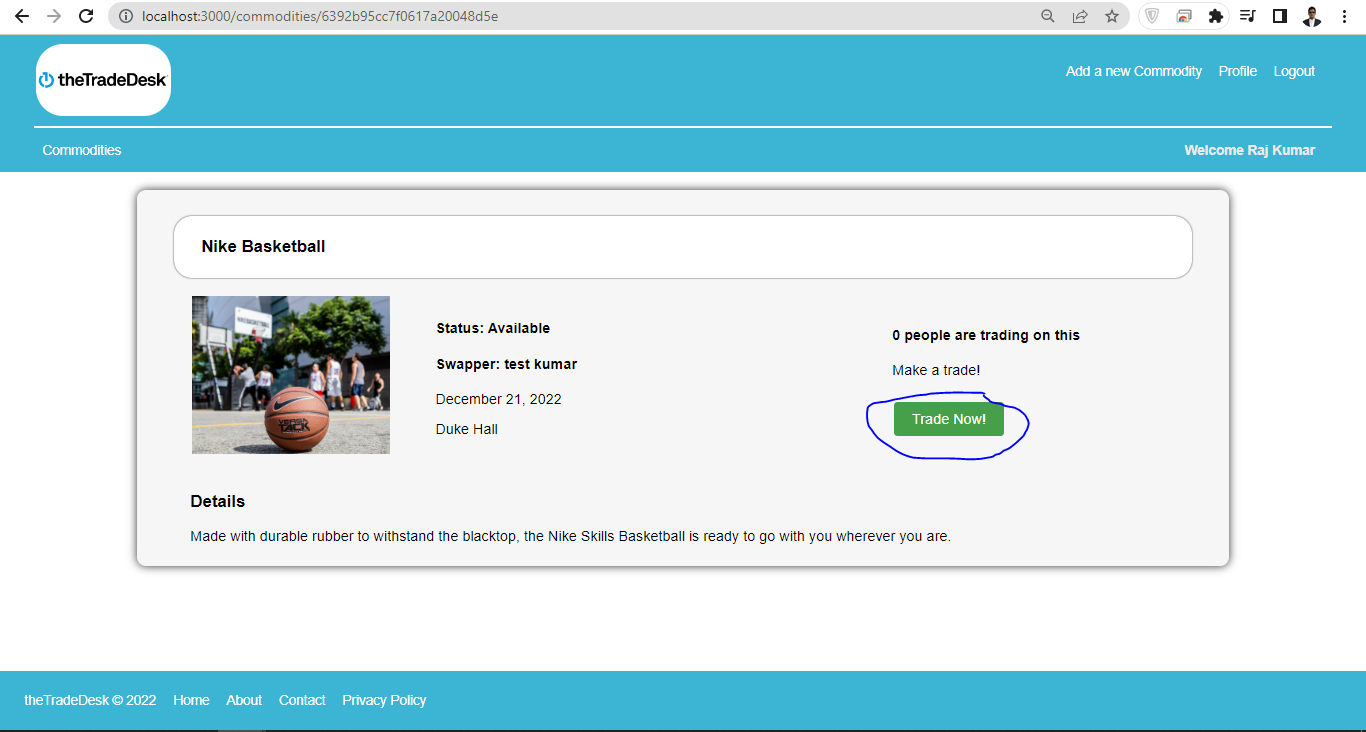 localhost:3000/commodities/6392b95cc7f0617a20048d5e
theTradeDesk
Add a new Commodity Profile Logout
Commodities
Welcome Raj Kumar
Nike Basketball
Status: Available
Swapper: test kumar
December 21, 2022
Duke Hall
0 people are trading on this
Make a trade!
Trade Now!
Details
Made with durable rubber to withstand the blacktop, the Nike Skills Basketball is ready to go with you wherever you are.
theTradeDesk © 2022 Home About Contact Privacy Policy